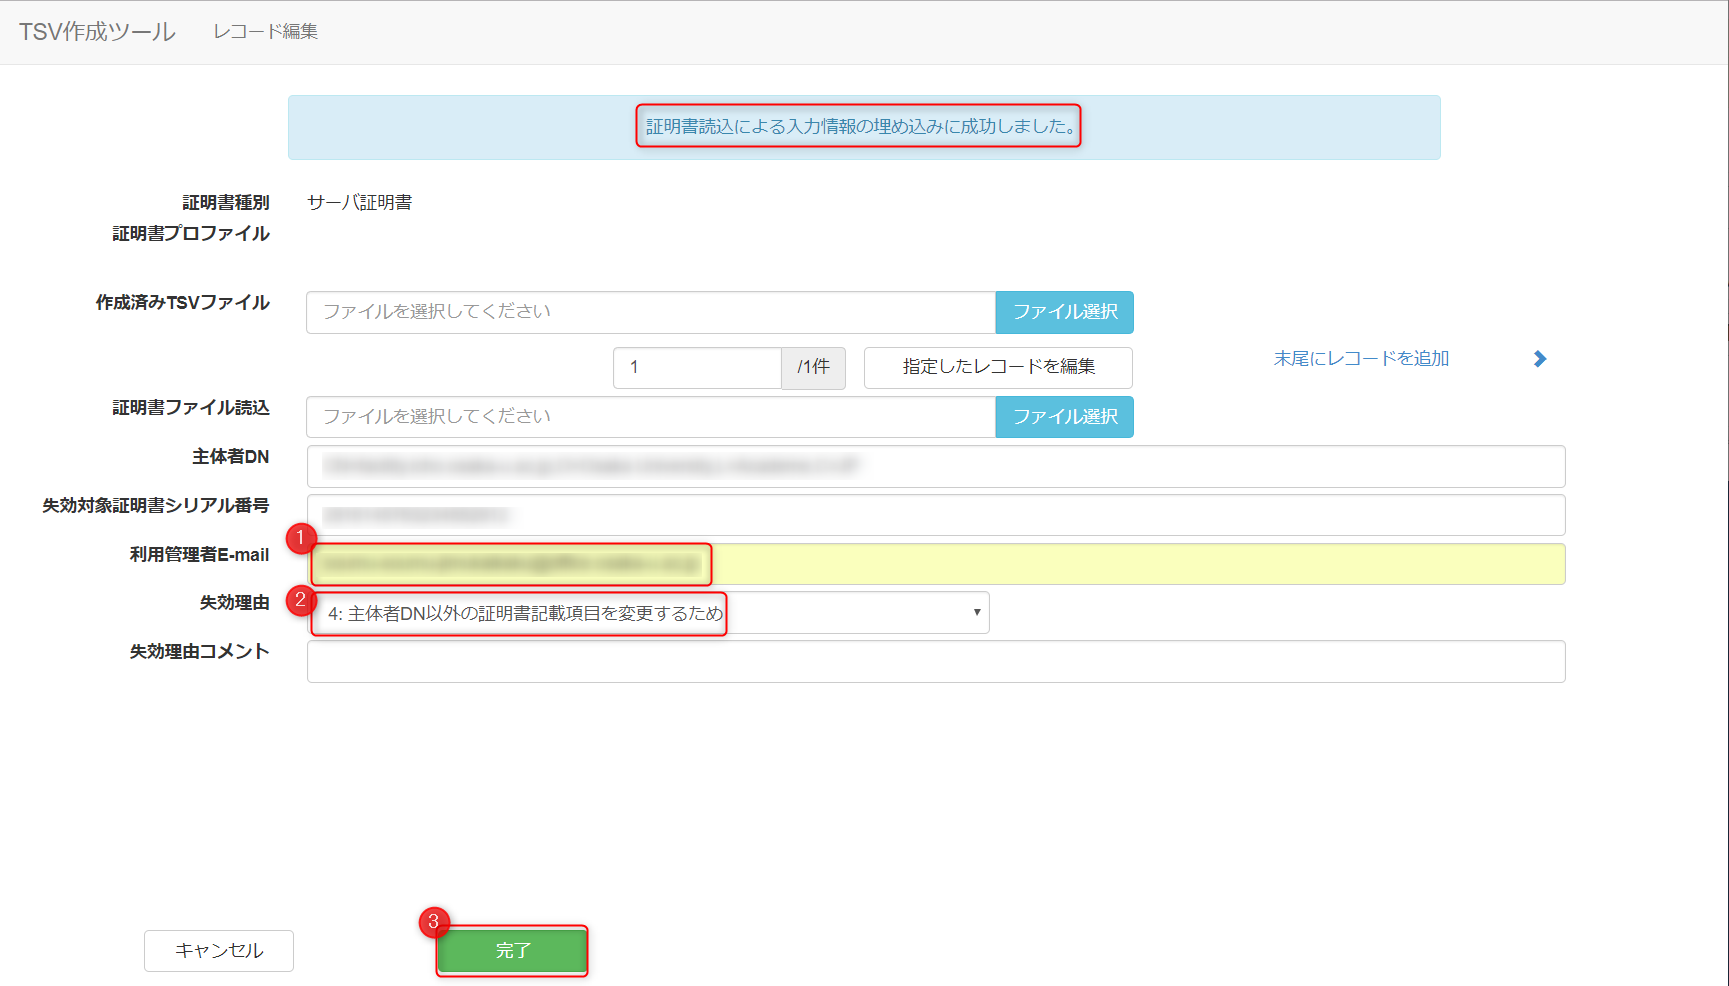 TSV作成ツール レコード編集
証明書読込による入力情報の埋め込みに成功しました。
証明書種別 サーバ証明書
証明書プロファイル
作成済みTSVファイル ファイルを選択してください ファイル選択
1 /1件 指定したレコードを編集 末尾にレコードを追加
証明書ファイル読込 ファイルを選択してください ファイル選択
主体者DN
失効対象証明書シリアル番号
1
利用管理者E-mail
2
失効理由 4: 主体者DN以外の証明書記載項目を変更するため
失効理由コメント
3
キャンセル 完了